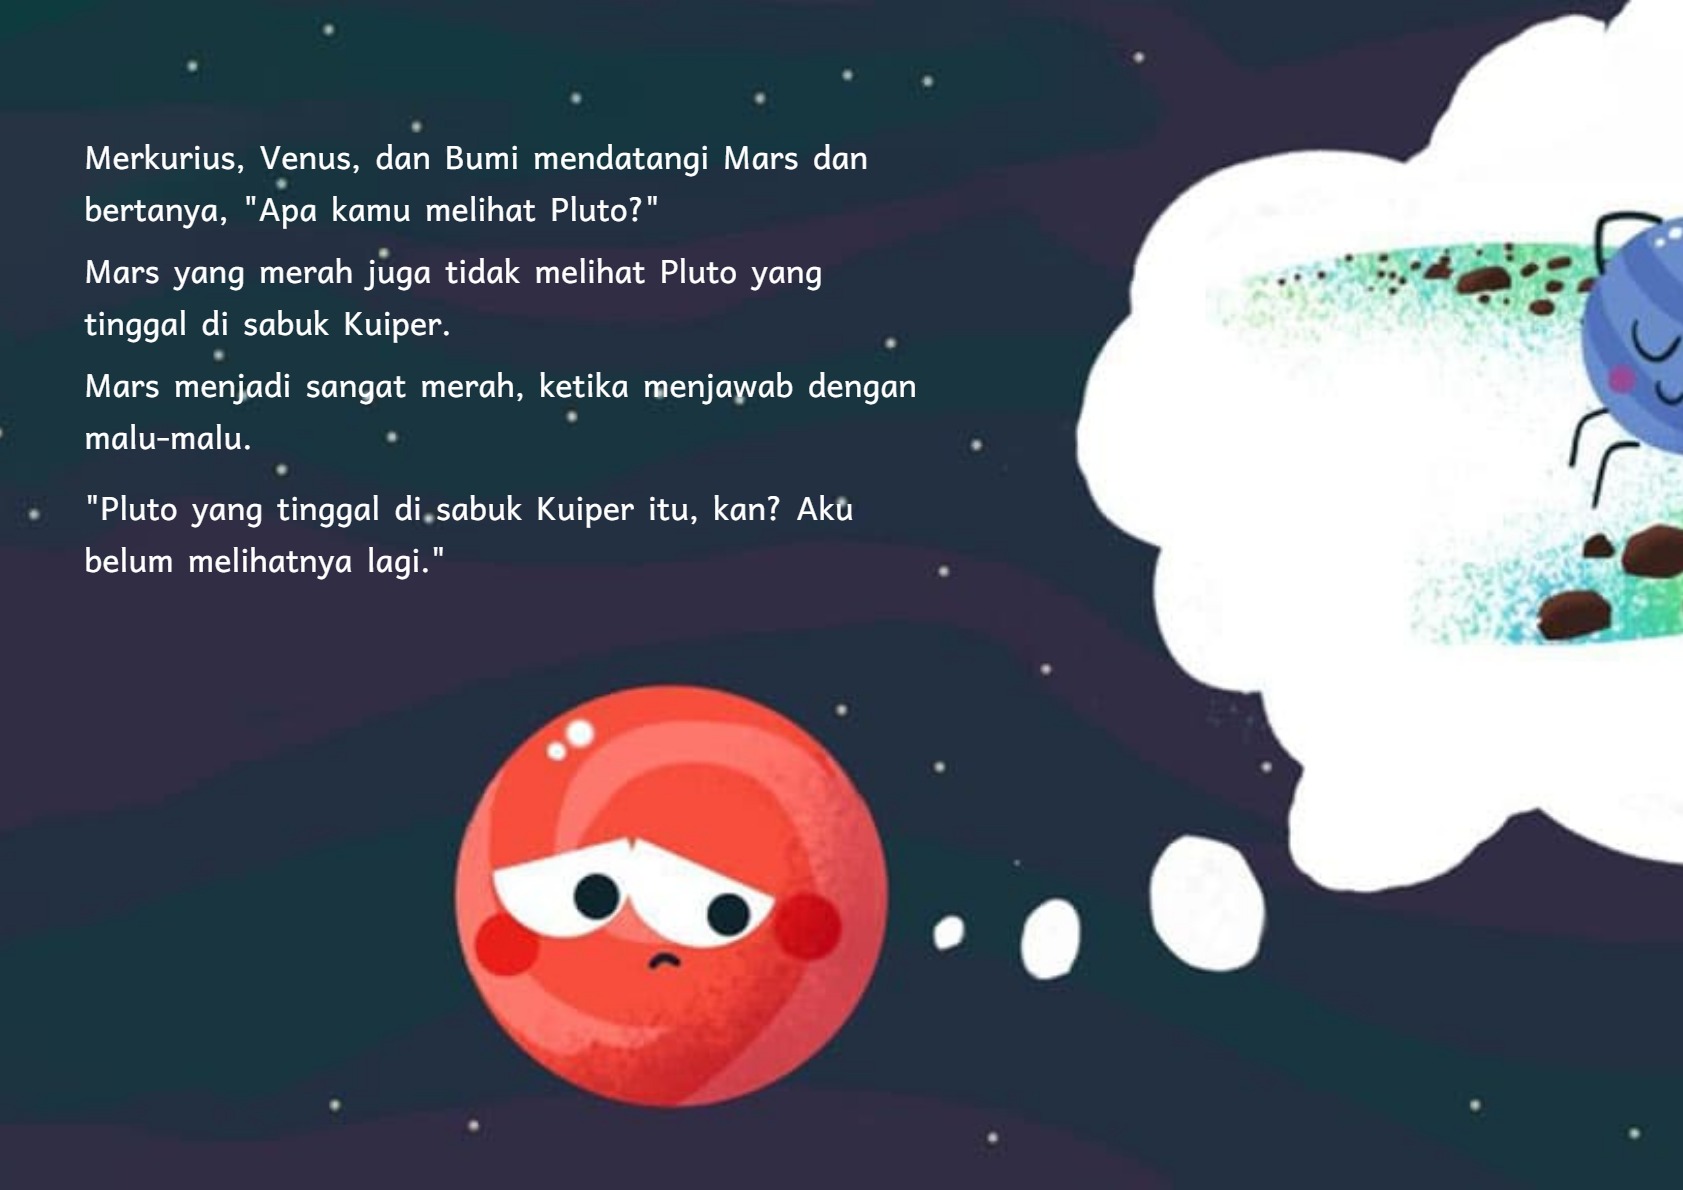 Merkurius, Venus, dan Bumi mendatangi Mars dan
bertanya, "Apa kamu melihat Pluto?"
Mars yang merah juga tidak melihat Pluto yang
tinggal di sabuk Kuiper.
Mars menjadi sangat merah, ketika menjawab dengan
malu-malu.
"Pluto yang tinggal di sabuk Kuiper itu, kan? Aku
belum melihatnya lagi."